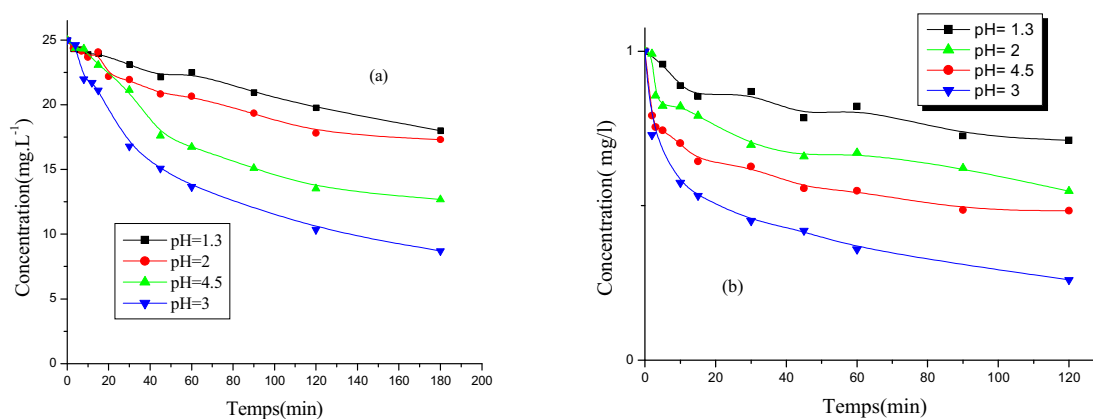 25
20
15
10
5
0
Concentration(mg.L-1)
(a)
pH=1.3
pH=2
pH=4.5
pH=3
0 20 40 60 80 100 120 140 160 180 200
Temps(min)
1
0
Concentration( mg/l)
pH= 1.3
pH= 2
pH= 4.5
pH= 3
(b)
0 20 40 60 80 100 120
Temps(min)